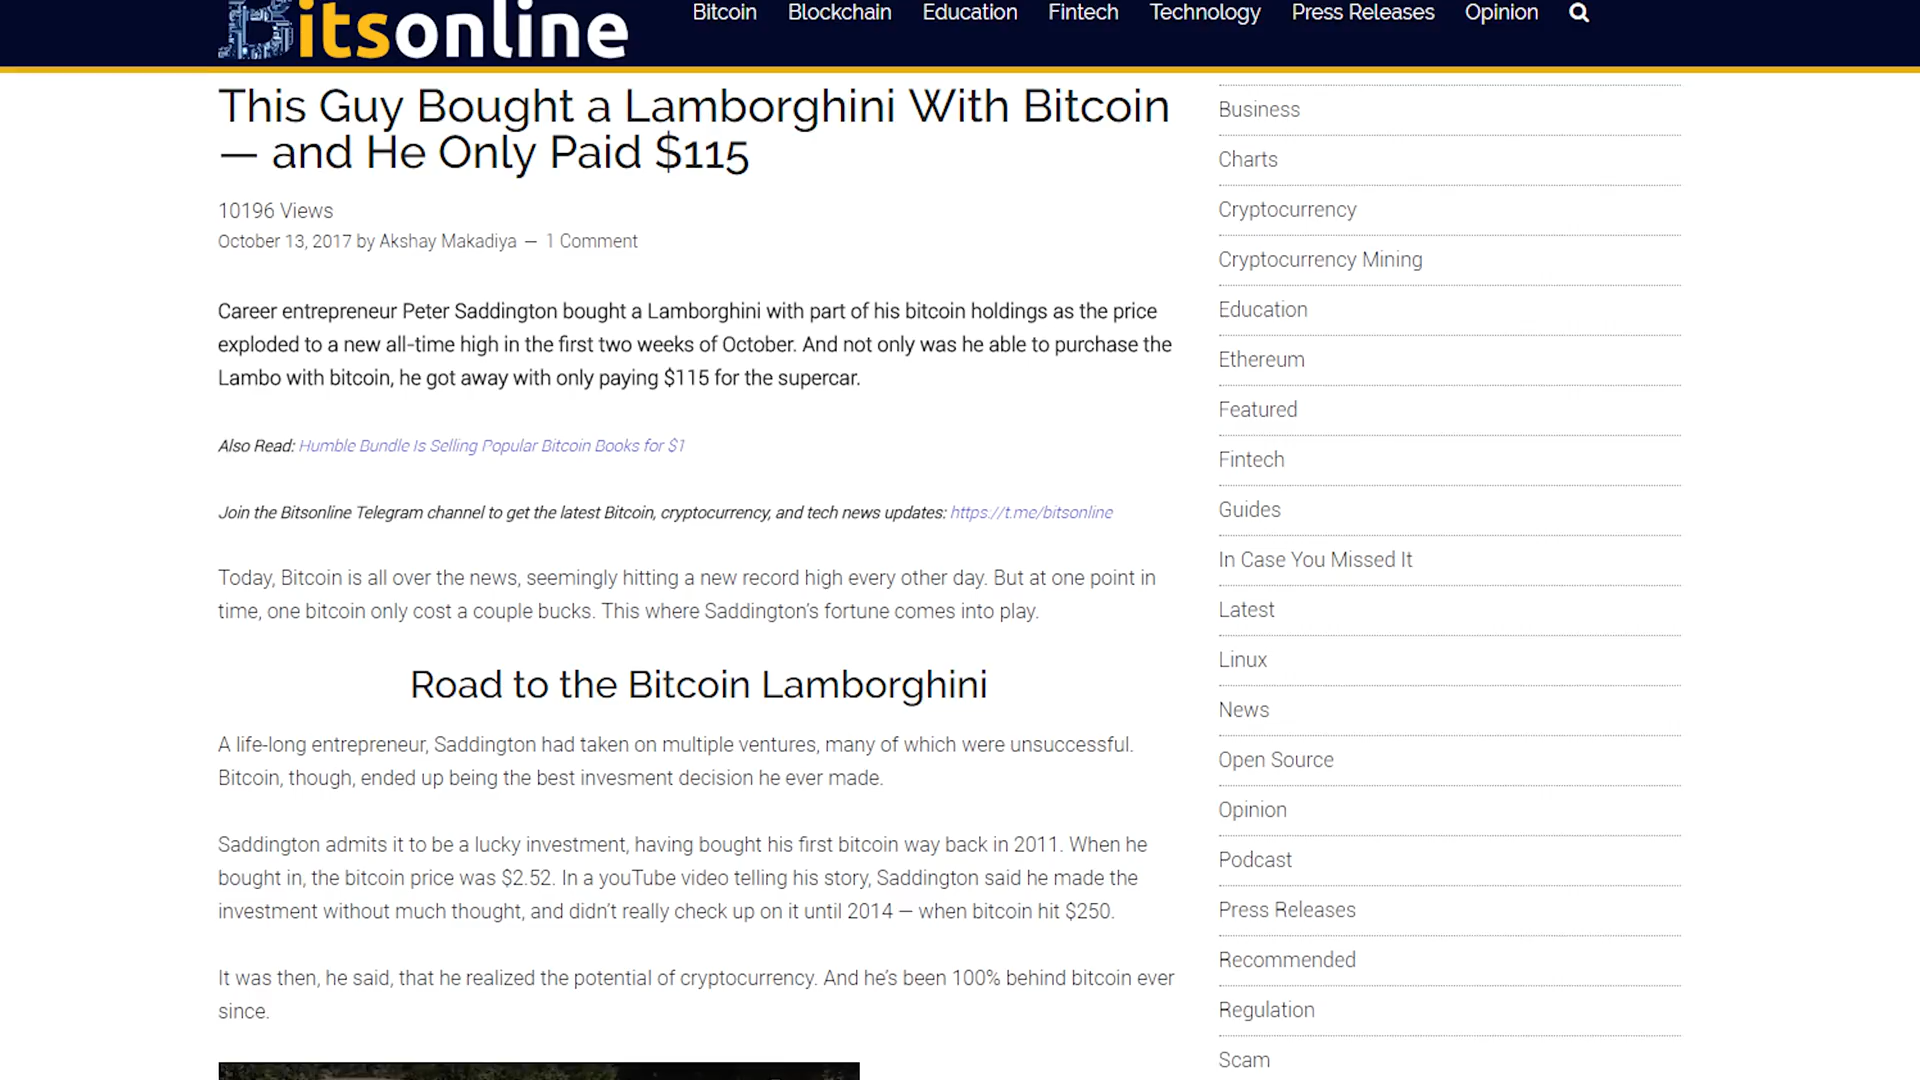 Bitsonline
Bitcoin Blockchain Education Fintech Technology Press Releases Opinion
This Guy Bought a Lamborghini With Bitcoin
— and He Only Paid $115
10196 Views
October 13, 2017 by Akshay Makadiya — 1 Comment
Career entrepreneur Peter Saddington bought a Lamborghini with part of his bitcoin holdings as the price
exploded to a new all-time high in the first two weeks of October. And not only was he able to purchase the
Lambo with bitcoin, he got away with only paying $115 for the supercar.
Also Read: Humble Bundle Is Selling Popular Bitcoin Books for $1
Join the Bitsonline Telegram channel to get the latest Bitcoin, cryptocurrency, and tech news updates: https://t.me/bitsonline
Today, Bitcoin is all over the news, seemingly hitting a new record high every other day. But at one point in
time, one bitcoin only cost a couple bucks. This where Saddington’s fortune comes into play.
Road to the Bitcoin Lamborghini
A life-long entrepreneur, Saddington had taken on multiple ventures, many of which were unsuccessful.
Bitcoin, though, ended up being the best invesment decision he ever made.
Saddington admits it to be a lucky investment, having bought his first bitcoin way back in 2011. When he
bought in, the bitcoin price was $2.52. In a youTube video telling his story, Saddington said he made the
investment without much thought, and didn’t really check up on it until 2014 — when bitcoin hit $250.
It was then, he said, that he realized the potential of cryptocurrency. And he’s been 100% behind bitcoin ever
since.
Business
Charts
Cryptocurrency
Cryptocurrency Mining
Education
Ethereum
Featured
Fintech
Guides
In Case You Missed It
Latest
Linux
News
Open Source
Opinion
Podcast
Press Releases
Recommended
Regulation
Scam